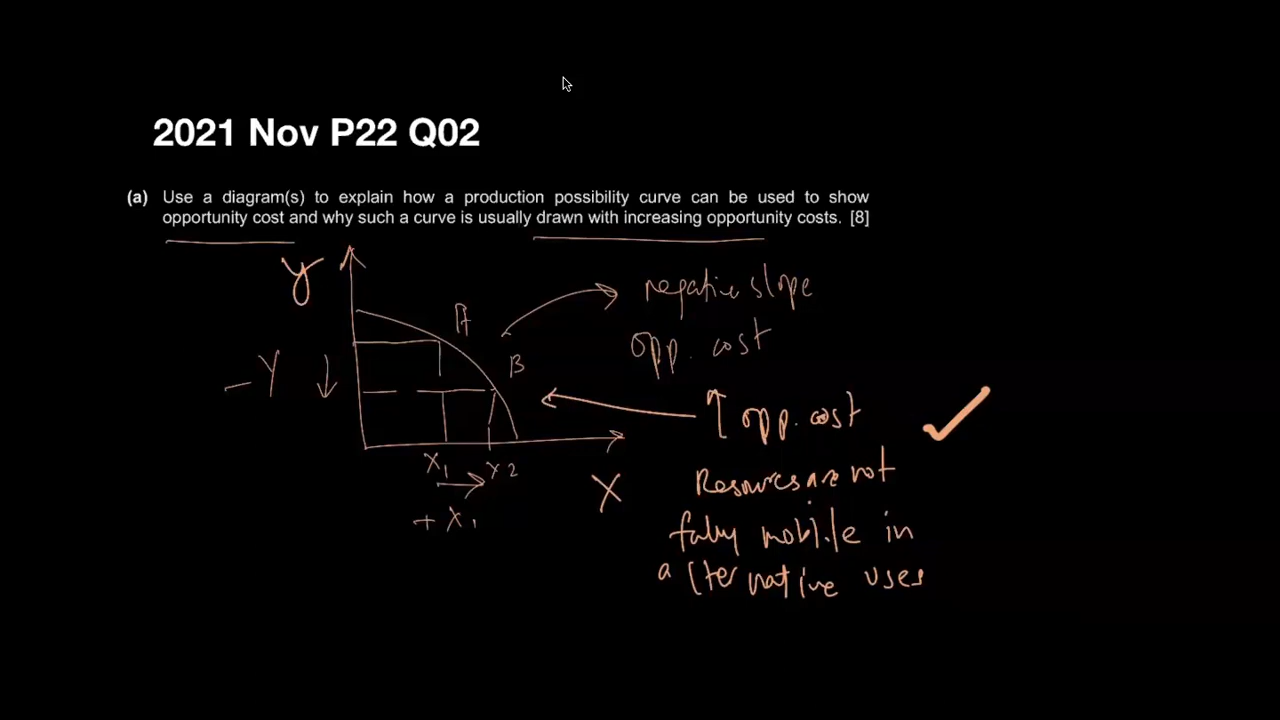 2021 Nov P22 Q02
(a) Use a diagram(s) to explain how a production possibility curve can be used to show
opportunity cost and why such a curve is usually drawn with increasing opportunity costs. [8]
y
A
negative slope
opp. cost
B
- Y ↓
↑ opp. cost
X1
X2
X
Resources are not
fully mobile in
alternative uses
+ X1